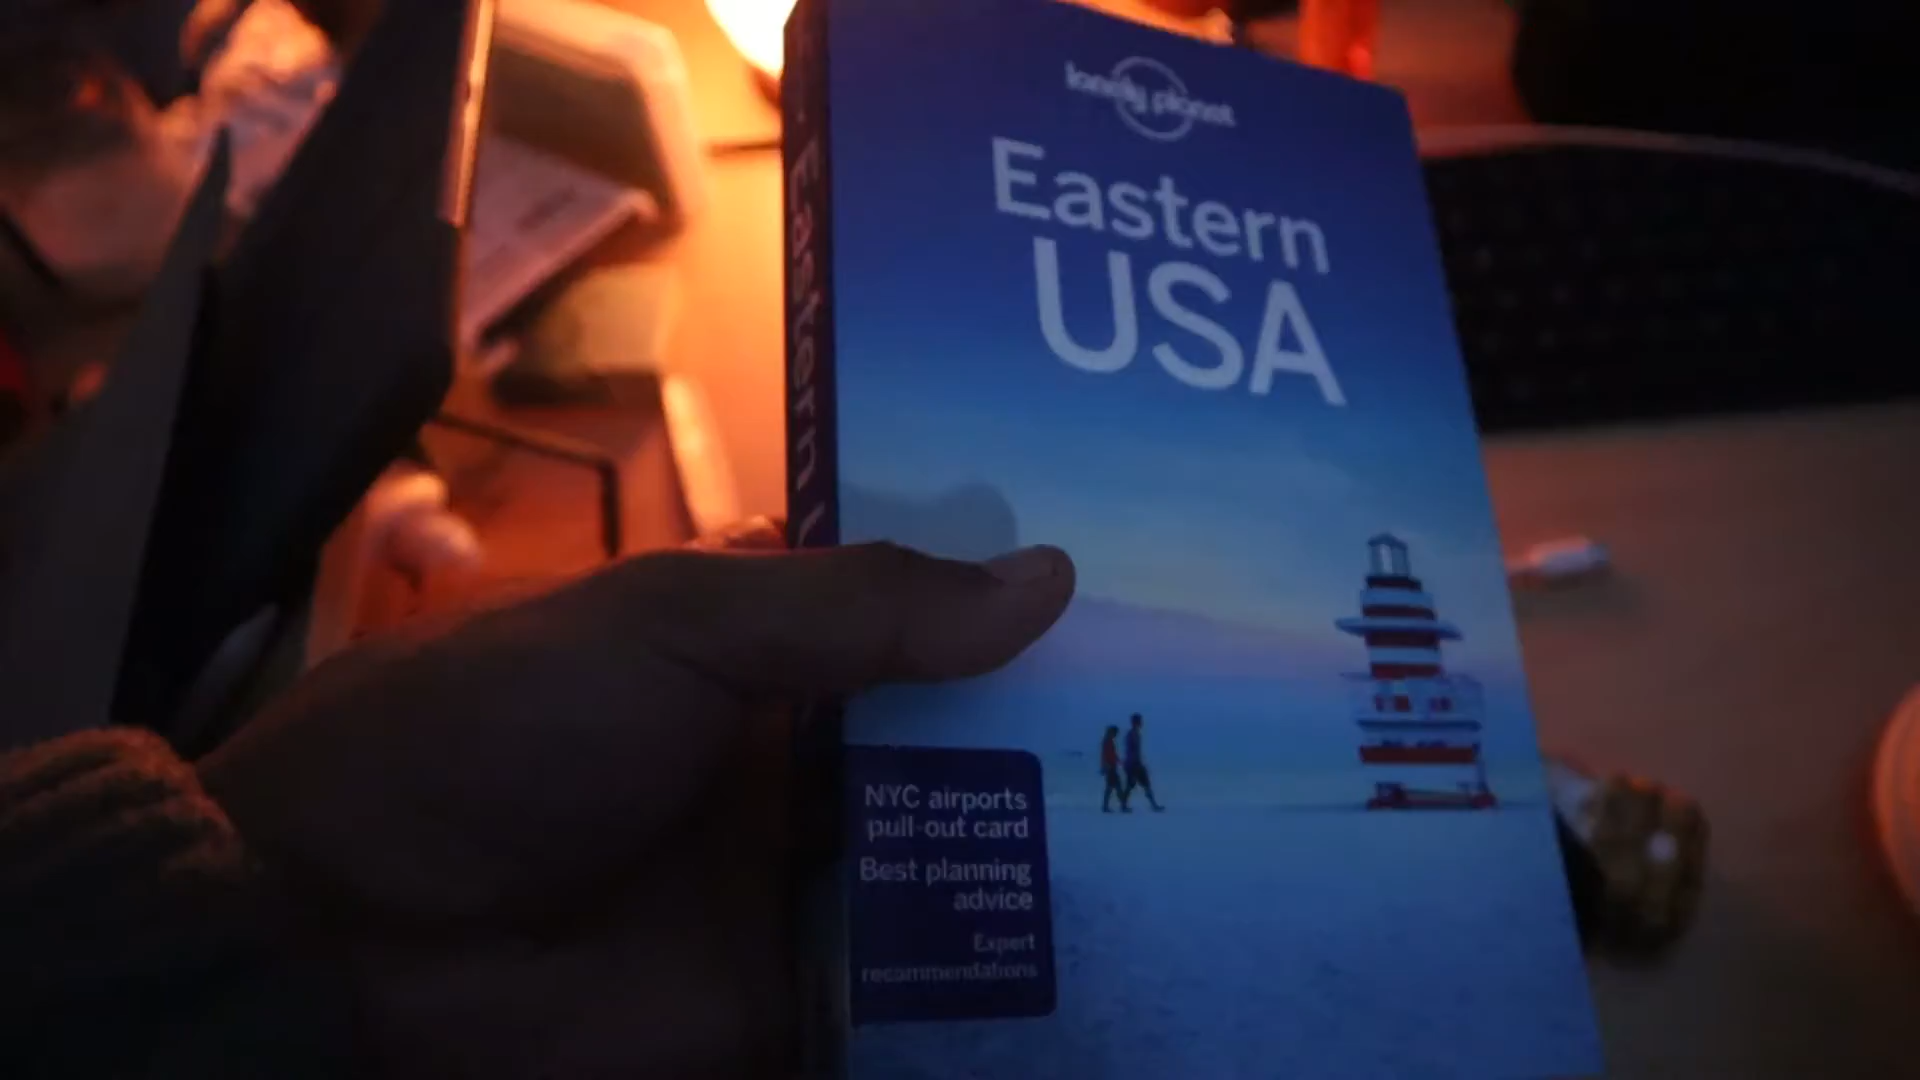 lonely planet
Eastern
USA
Eastern U
NYC airports
pull-out card
Best planning
advice
Expert
recommendations